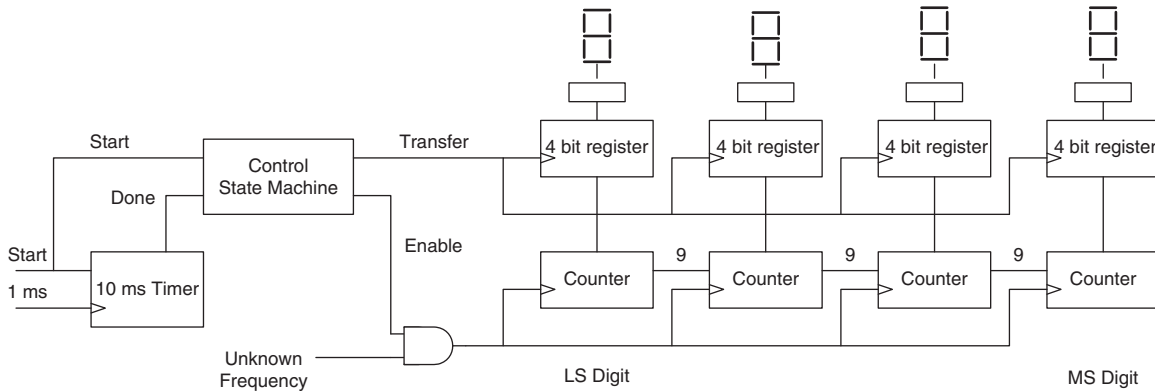 Start
Transfer
4 bit register
4 bit register
4 bit register
4 bit register
Control
State Machine
Done
Start
1 ms
10 ms Timer
Enable
Counter
9
Counter
9
Counter
9
Counter
Unknown
Frequency
LS Digit
MS Digit